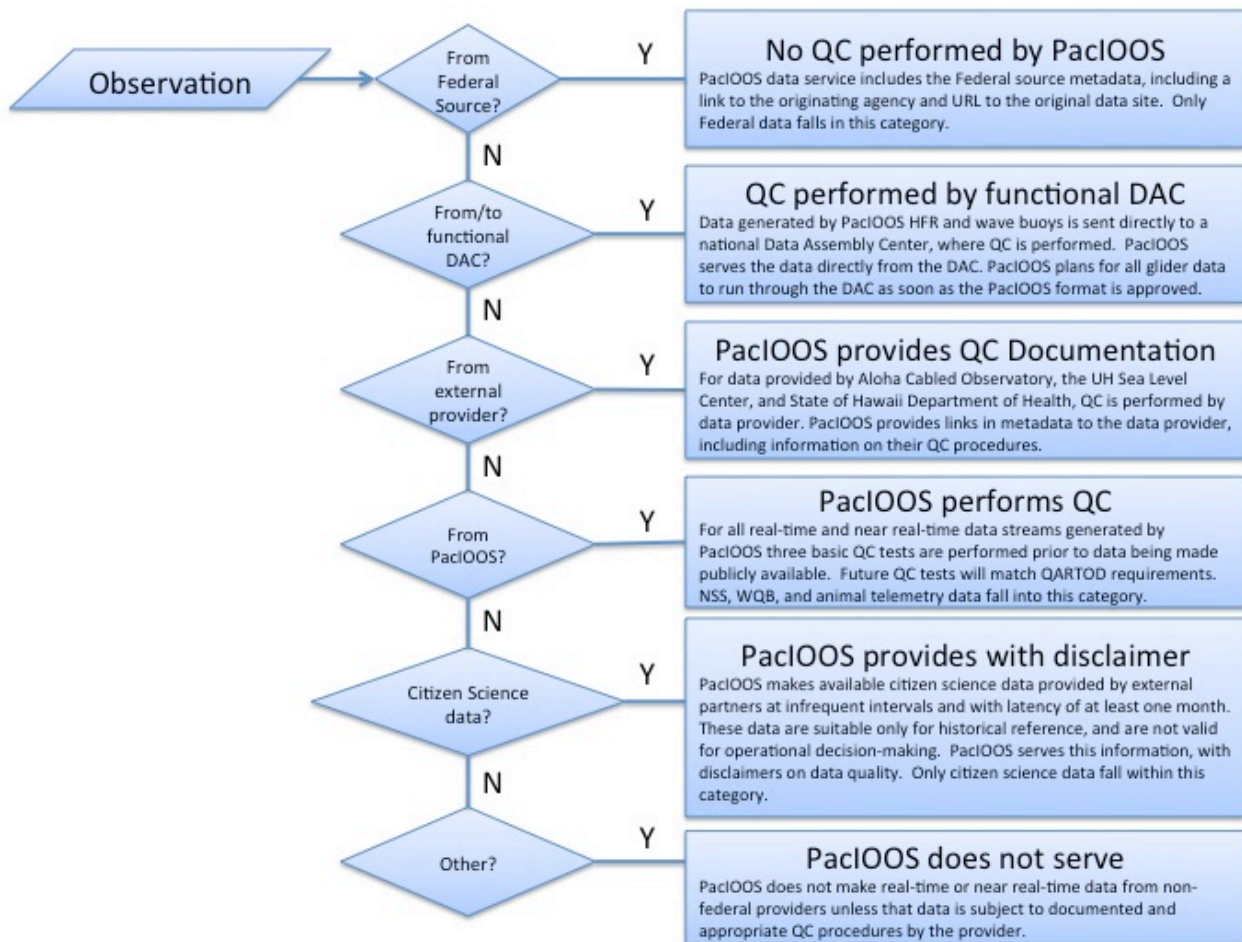 Observation
From
Federal
Source?
Y
No QC performed by PacIOOS
PacIOOS data service includes the Federal source metadata, including a
link to the originating agency and URL to the original data site.  Only
Federal data falls in this category.
N
From/to
functional
DAC?
Y
QC performed by functional DAC
Data generated by PacIOOS HFR and wave buoys is sent directly to a
national Data Assembly Center, where QC is performed.  PacIOOS
serves the data directly from the DAC. PacIOOS plans for all glider data
to run through the DAC as soon as the PacIOOS format is approved.
N
From
external
provider?
Y
PacIOOS provides QC Documentation
For data provided by Aloha Cabled Observatory, the UH Sea Level
Center, and State of Hawaii Department of Health, QC is performed by
data provider. PacIOOS provides links in metadata to the data provider,
including information on their QC procedures.
N
From
PacIOOS?
Y
PacIOOS performs QC
For all real-time and near real-time data streams generated by
PacIOOS three basic QC tests are performed prior to data being made
publicly available.  Future QC tests will match QARTOD requirements.
NSS, WQB, and animal telemetry data fall into this category.
N
Citizen Science
data?
Y
PacIOOS provides with disclaimer
PacIOOS makes available citizen science data provided by external
partners at infrequent intervals and with latency of at least one month.
These data are suitable only for historical reference, and are not valid
for operational decision-making.  PacIOOS serves this information, with
disclaimers on data quality.  Only citizen science data fall within this
category.
N
Other?
Y
PacIOOS does not serve
PacIOOS does not make real-time or near real-time data from non-
federal providers unless that data is subject to documented and
appropriate QC procedures by the provider.